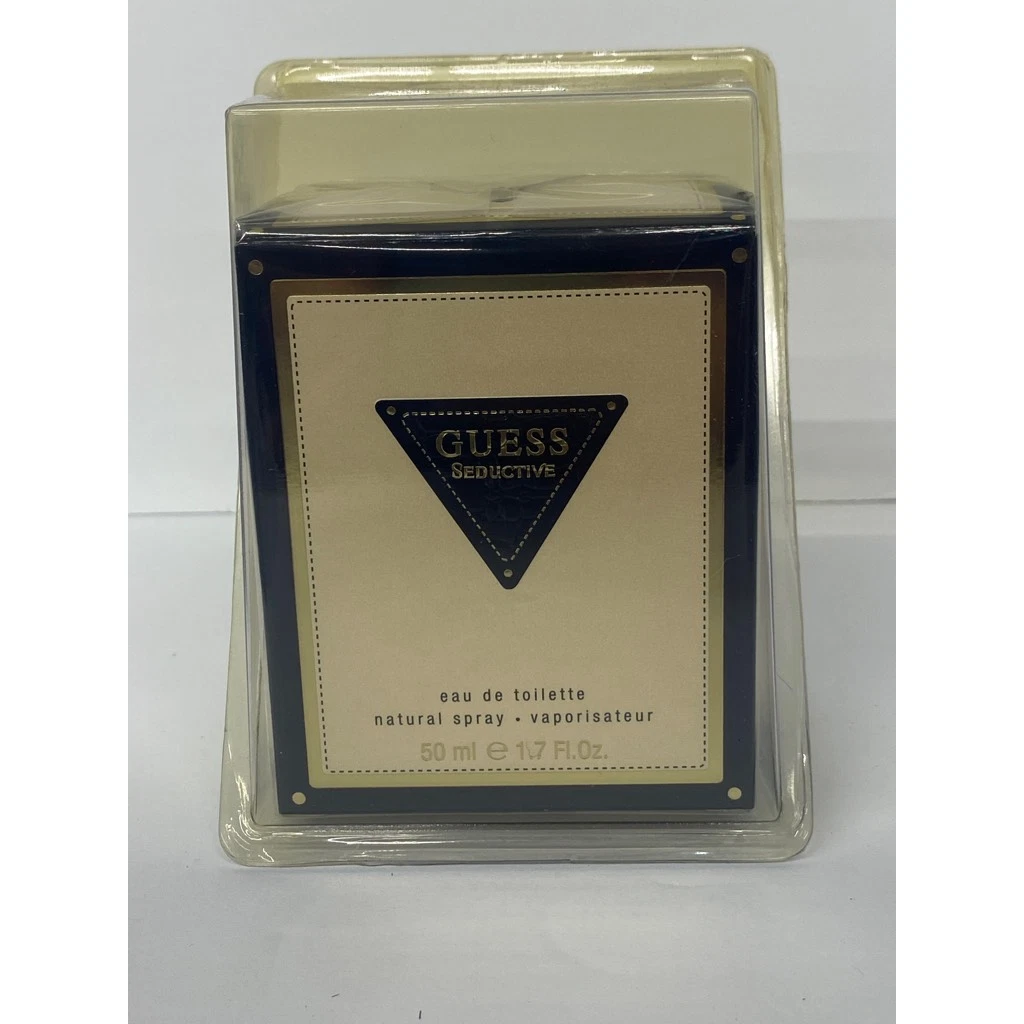 GUESS
SEDUCTIVE
eau de toilette
natural spray • vaporisateur
50 ml ℮ 1.7 Fl.Oz.